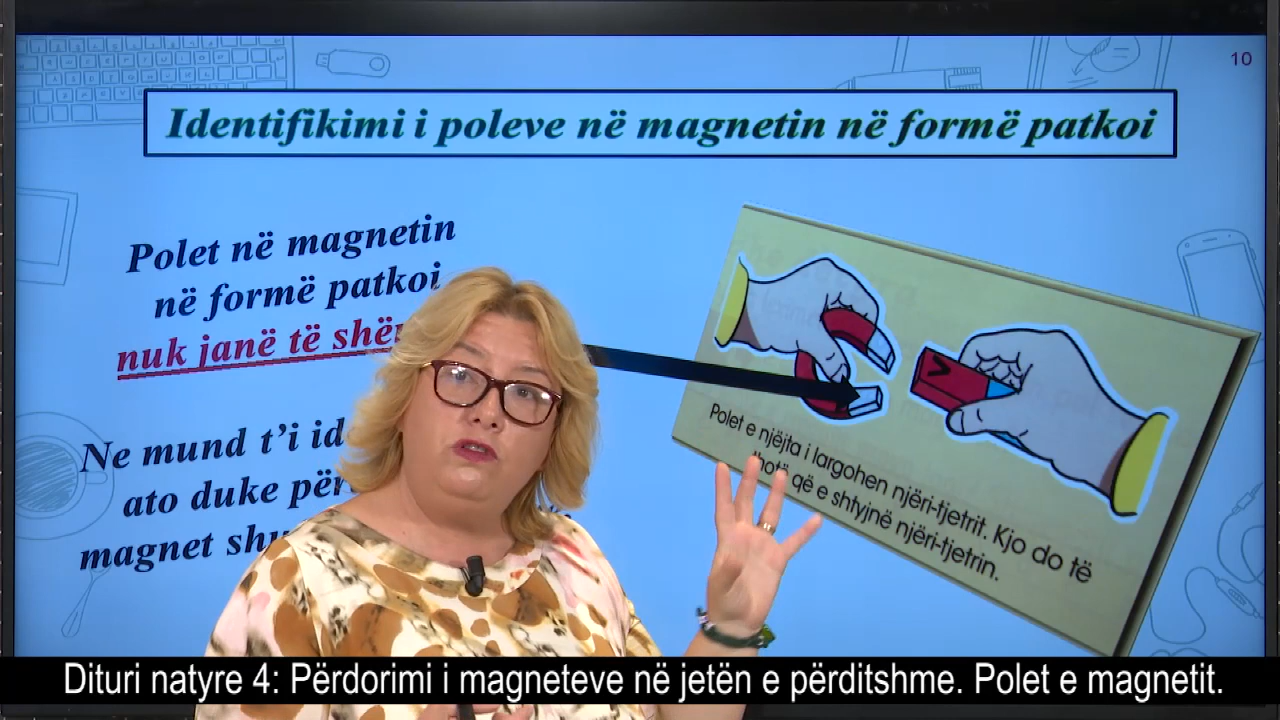 10
Identifikimi i poleve në magnetin në formë patkoi
Polet në magnetin
në formë patkoi
nuk janë të
Ne mund t'i
ato duke
magnet
Polet e njëjta i largohen njëri-tjetrit. Kjo do të
thotë që e shtyjnë njëri-tjetrin.
Dituri natyre 4: Përdorimi i magneteve në jetën e përditshme. Polet e magnetit.